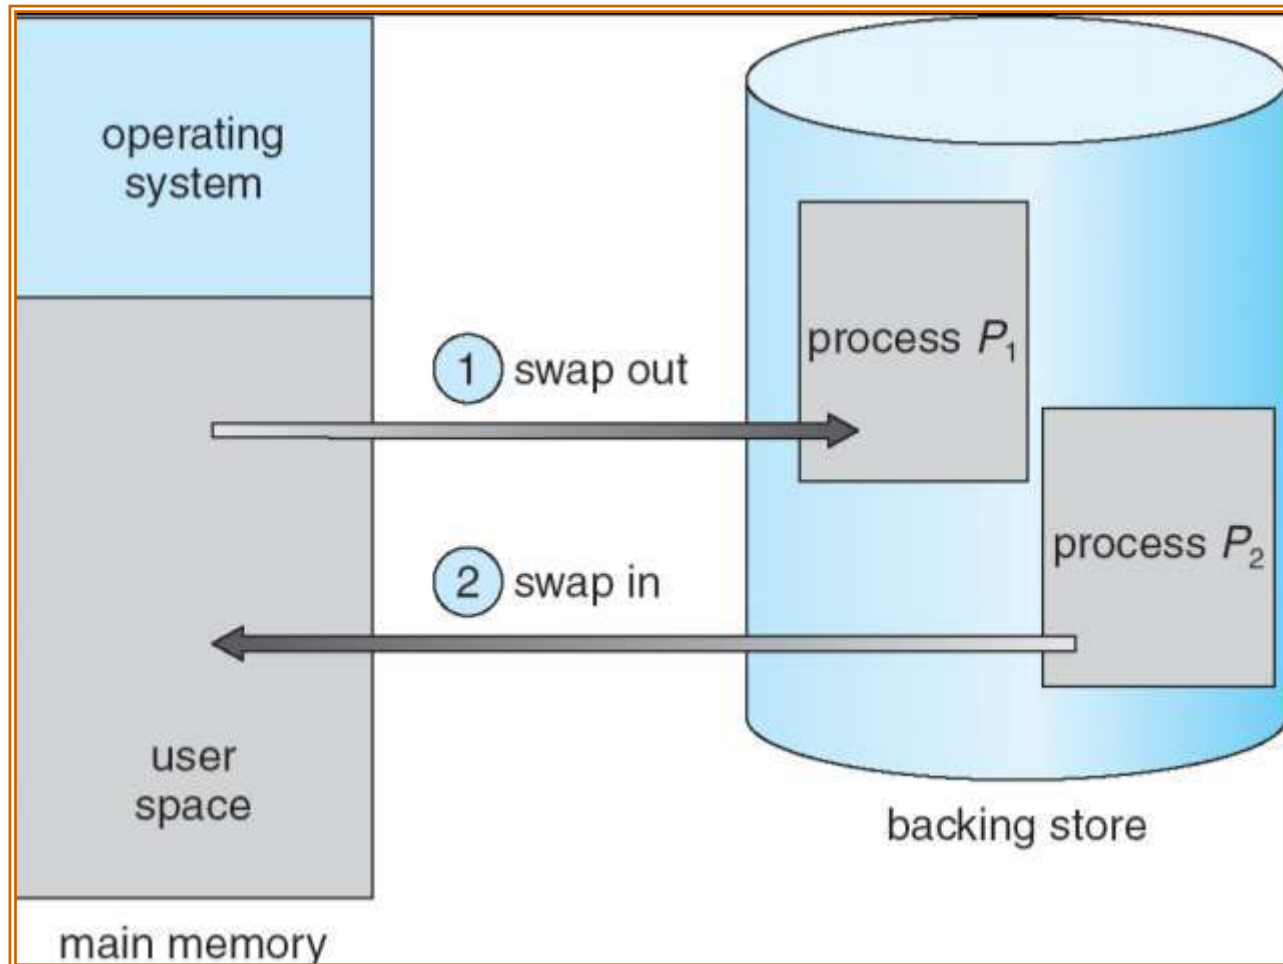 operating
system
process P₁
1 swap out
process P₂
2 swap in
user
space
backing store
main memory